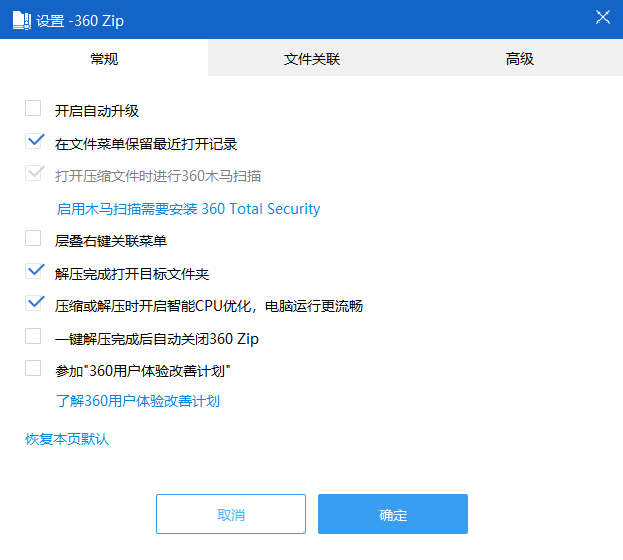 设置 -360 Zip
常规
文件关联
高级
开启自动升级
在文件菜单保留最近打开记录
打开压缩文件时进行360木马扫描
启用木马扫描需要安装 360 Total Security
层叠右键关联菜单
解压完成打开目标文件夹
压缩或解压时开启智能CPU优化，电脑运行更流畅
一键解压完成后自动关闭360 Zip
参加"360用户体验改善计划"
了解360用户体验改善计划
恢复本页默认
取消
确定